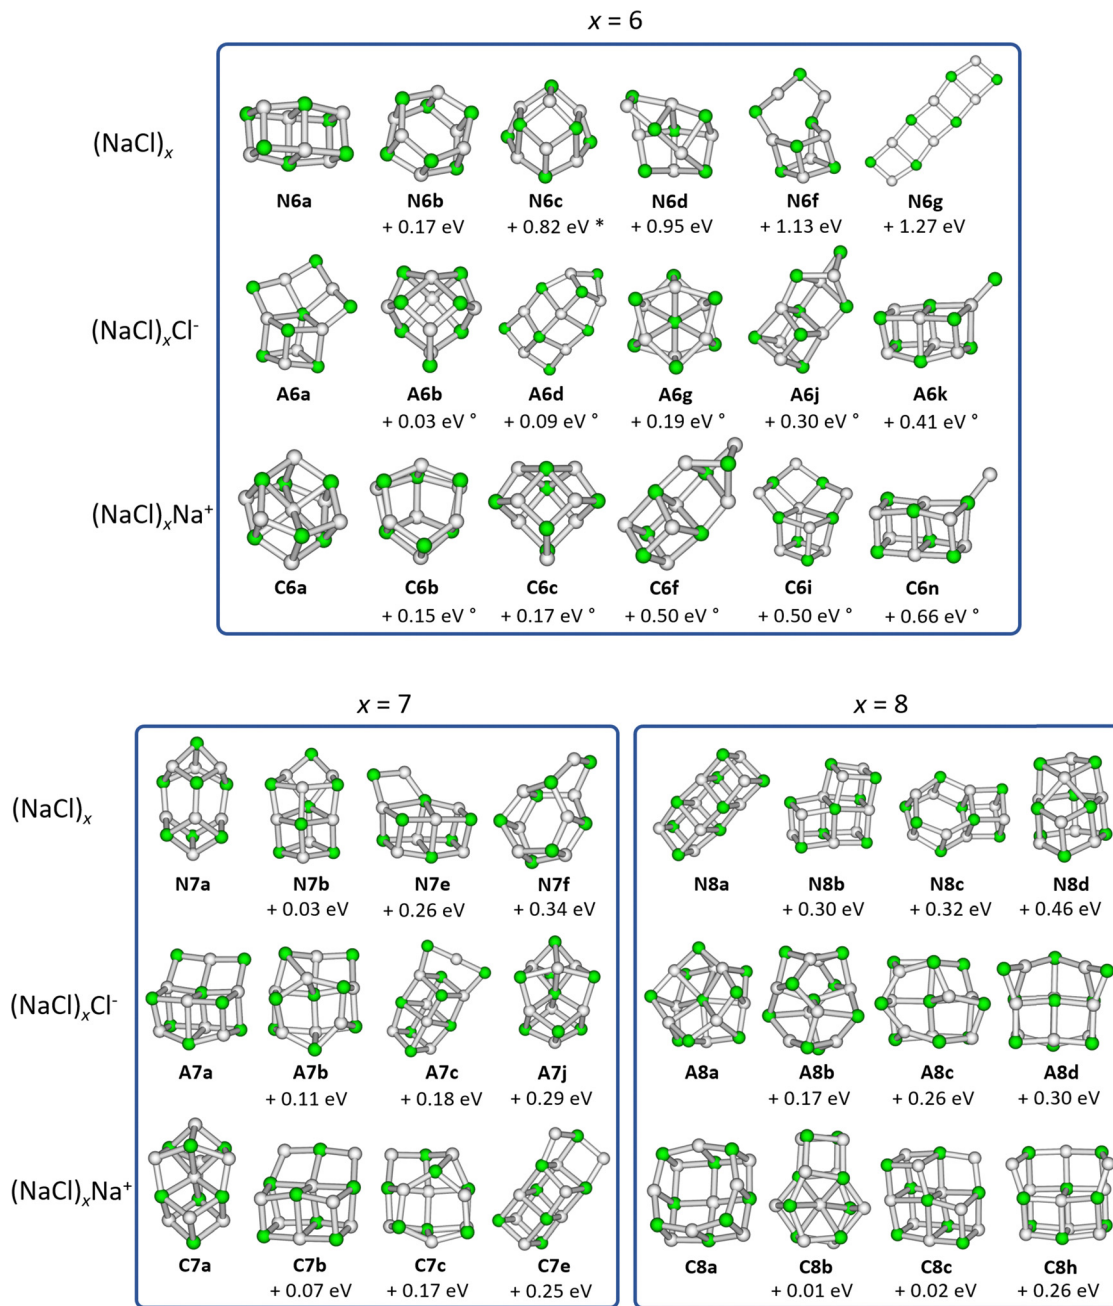 x = 6
(NaCl)ₓ
N6a N6b N6c N6d N6f N6g
+ 0.17 eV + 0.82 eV * + 0.95 eV + 1.13 eV + 1.27 eV
(NaCl)ₓCl⁻
A6a A6b A6d A6g A6j A6k
+ 0.03 eV ° + 0.09 eV ° + 0.19 eV ° + 0.30 eV ° + 0.41 eV °
(NaCl)ₓNa⁺
C6a C6b C6c C6f C6i C6n
+ 0.15 eV ° + 0.17 eV ° + 0.50 eV ° + 0.50 eV ° + 0.66 eV °
x = 7 x = 8
(NaCl)ₓ
N7a N7b N7e N7f N8a N8b N8c N8d
+ 0.03 eV + 0.26 eV + 0.34 eV + 0.30 eV + 0.32 eV + 0.46 eV
(NaCl)ₓCl⁻
A7a A7b A7c A7j A8a A8b A8c A8d
+ 0.11 eV + 0.18 eV + 0.29 eV + 0.17 eV + 0.26 eV + 0.30 eV
(NaCl)ₓNa⁺
C7a C7b C7c C7e C8a C8b C8c C8h
+ 0.07 eV + 0.17 eV + 0.25 eV + 0.01 eV + 0.02 eV + 0.26 eV